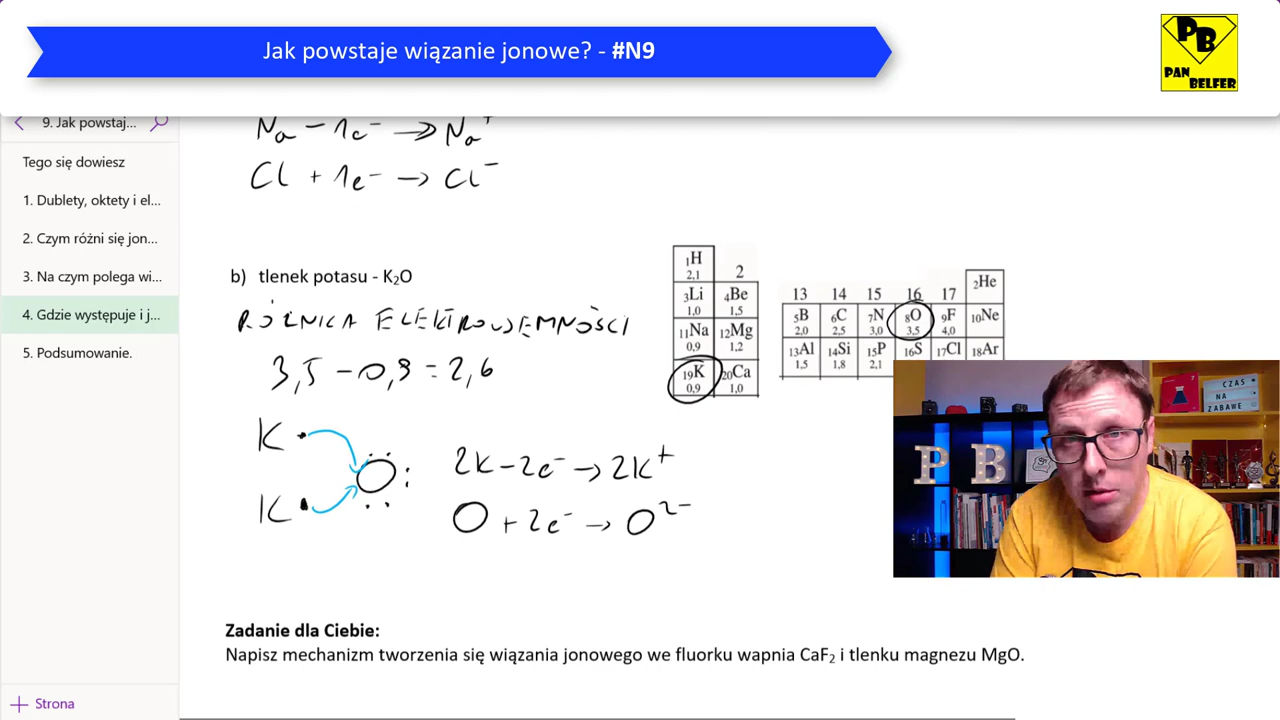 Jak powstaje wiązanie jonowe? - #N9
PB
PAN
BELFER
9. Jak powstaj...
Tego się dowiesz
1. Dublety, oktety i el...
2. Czym różni się jon...
3. Na czym polega wi...
4. Gdzie występuje i j...
5. Podsumowanie.
Strona
Na - 1e⁻ → Na⁺
Cl + 1e⁻ → Cl⁻
b) tlenek potasu - K₂O
RÓŻNICA ELEKTROUJEMNOŚCI
3,5 - 0,9 = 2,6
K
O
K
2K - 2e⁻ → 2K⁺
O + 2e⁻ → O²⁻
₁H 2
2,1
₃Li ₄Be
1,0 1,5
₁₁Na ₁₂Mg
0,9 1,2
₁₉K ₂₀Ca
0,9 1,0
₂He
13 14 15 16 17
₅B ₆C ₇N ₈O ₉F ₁₀Ne
2,0 2,5 3,0 3,5 4,0
₁₃Al ₁₄Si ₁₅P ₁₆S ₁₇Cl ₁₈Ar
1,5 1,8 2,1
CZAS
NA
ZABAWE
P B
Zadanie dla Ciebie:
Napisz mechanizm tworzenia się wiązania jonowego we fluorku wapnia CaF₂ i tlenku magnezu MgO.